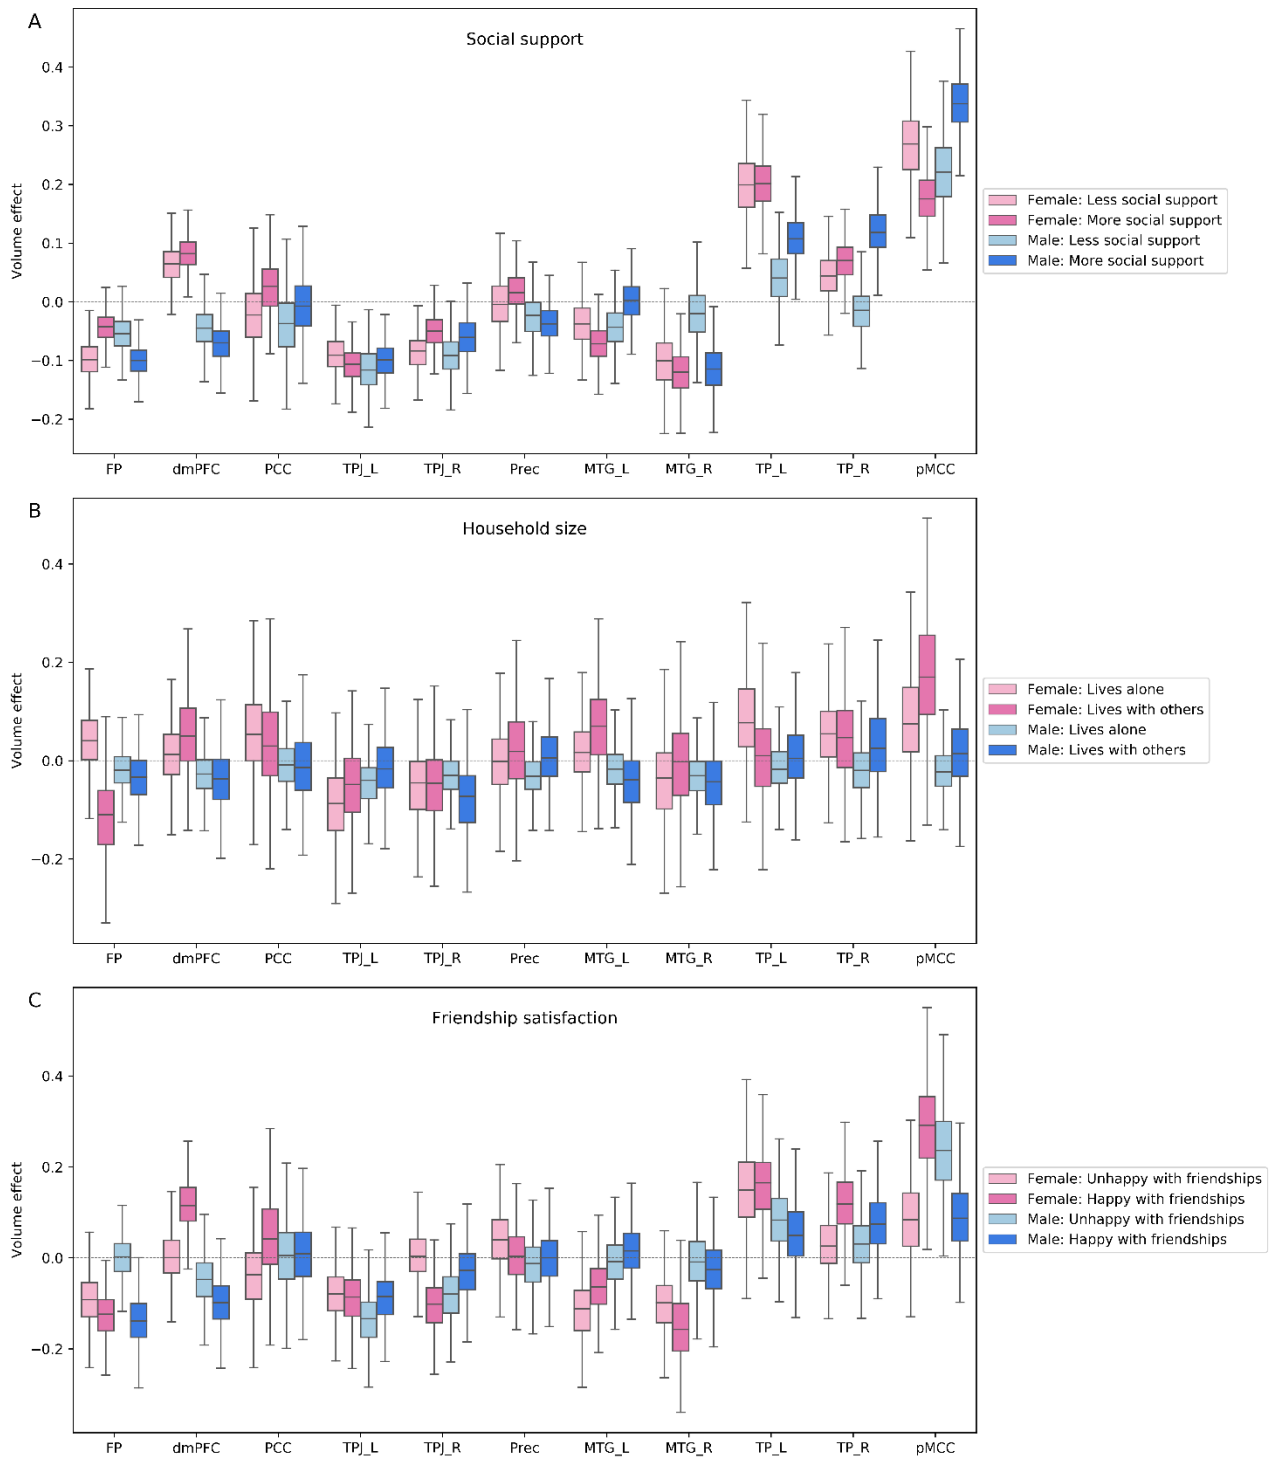 A
Social support
0.4
0.3
0.2
0.1
0.0
−0.1
−0.2
Volume effect
FP dmPFC PCC TPJ_L TPJ_R Prec MTG_L MTG_R TP_L TP_R pMCC
Female: Less social support
Female: More social support
Male: Less social support
Male: More social support
B
Household size
0.4
0.2
0.0
−0.2
Volume effect
FP dmPFC PCC TPJ_L TPJ_R Prec MTG_L MTG_R TP_L TP_R pMCC
Female: Lives alone
Female: Lives with others
Male: Lives alone
Male: Lives with others
C
Friendship satisfaction
0.4
0.2
0.0
−0.2
Volume effect
FP dmPFC PCC TPJ_L TPJ_R Prec MTG_L MTG_R TP_L TP_R pMCC
Female: Unhappy with friendships
Female: Happy with friendships
Male: Unhappy with friendships
Male: Happy with friendships